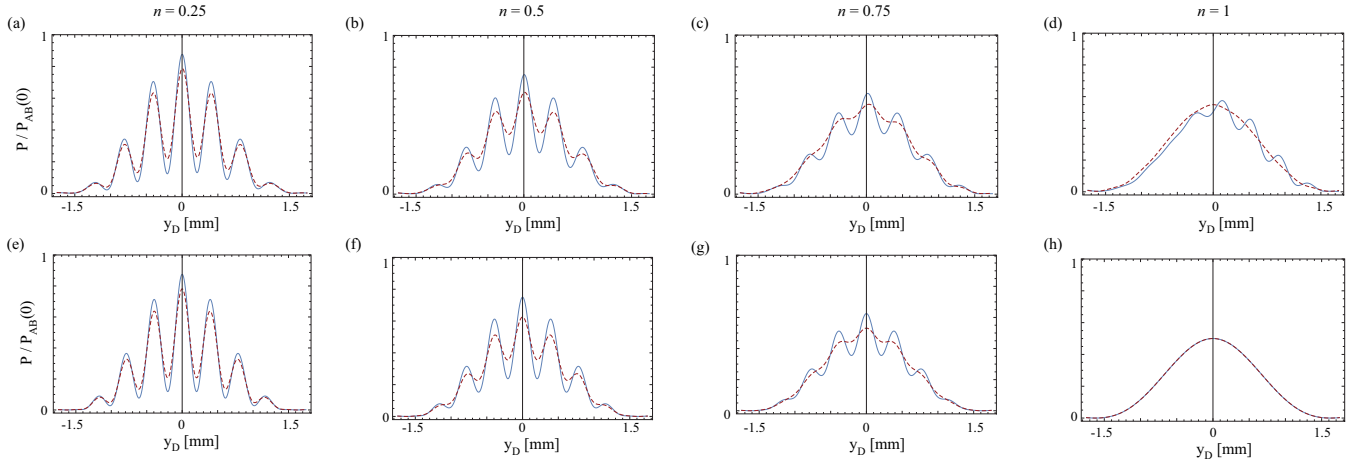 n = 0.25
n = 0.5
n = 0.75
n = 1
(a)
1
P / P_AB(0)
0
-1.5
0
1.5
y_D [mm]
(b)
1
0
-1.5
0
1.5
y_D [mm]
(c)
1
0
-1.5
0
1.5
y_D [mm]
(d)
1
0
-1.5
0
1.5
y_D [mm]
(e)
1
P / P_AB(0)
0
-1.5
0
1.5
y_D [mm]
(f)
1
0
-1.5
0
1.5
y_D [mm]
(g)
1
0
-1.5
0
1.5
y_D [mm]
(h)
1
0
-1.5
0
1.5
y_D [mm]